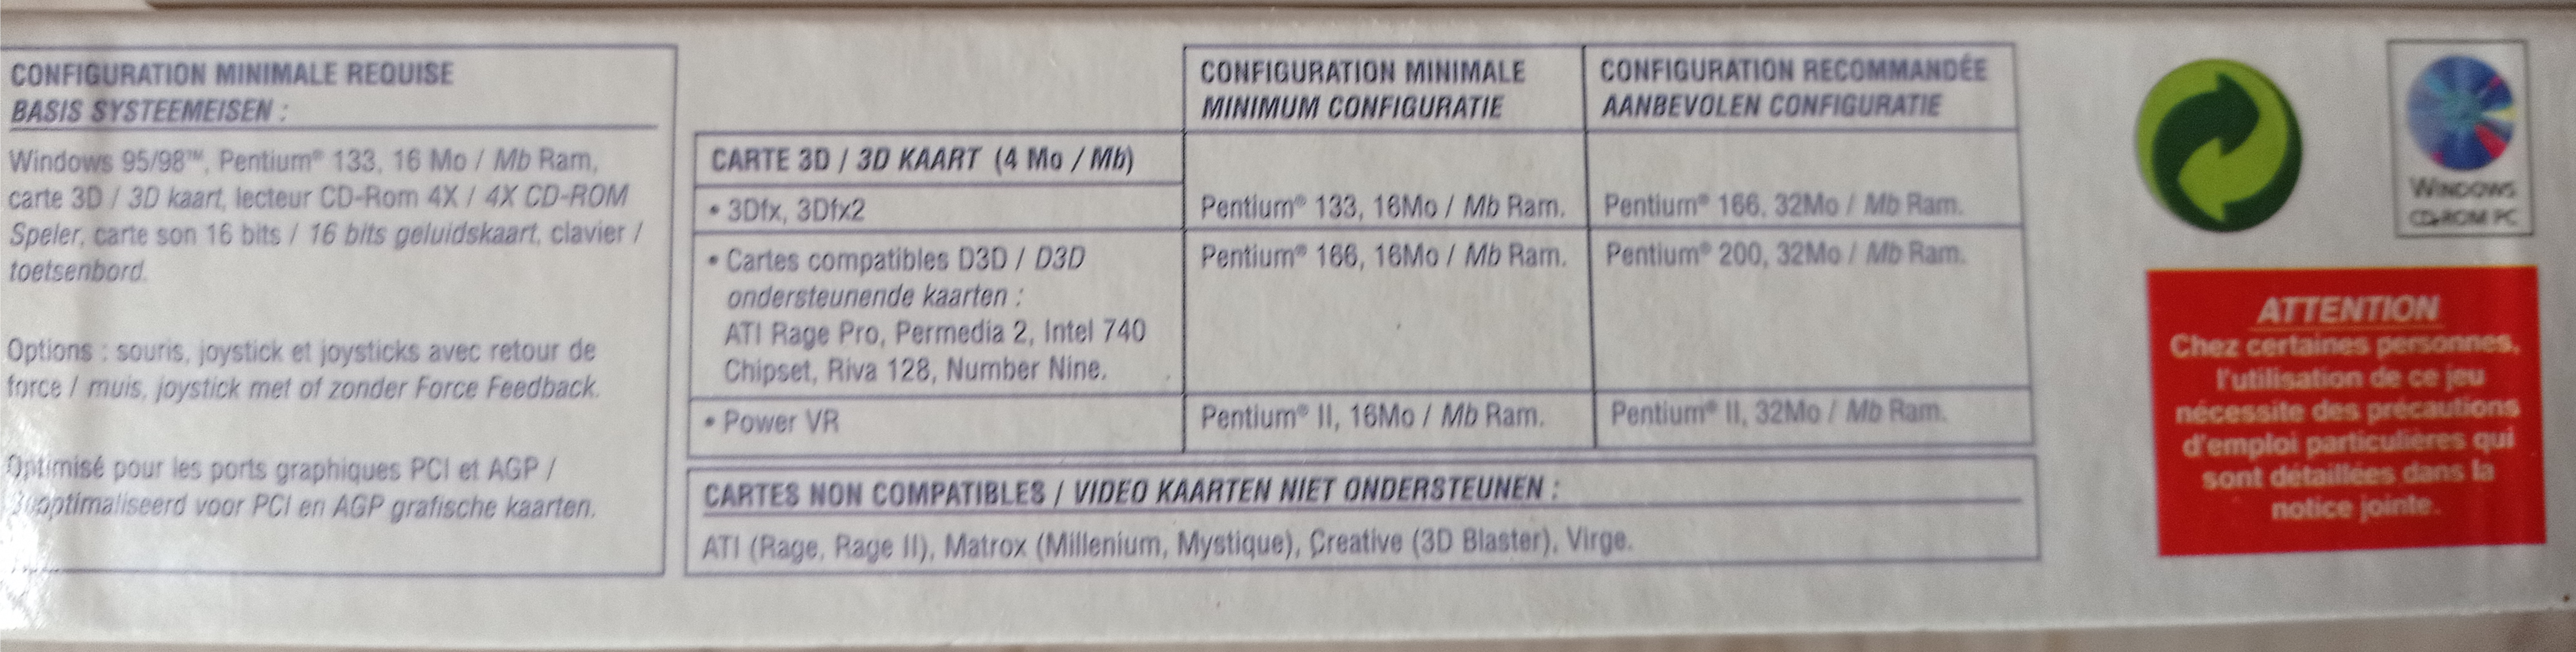 CONFIGURATION MINIMALE REQUISE
BASIS SYSTEEMEISEN :
Windows 95/98™, Pentium® 133, 16 Mo / Mb Ram,
carte 3D / 3D kaart, lecteur CD-Rom 4X / 4X CD-ROM
Speler, carte son 16 bits / 16 bits geluidskaart, clavier /
toetsenbord.
Options : souris, joystick et joysticks avec retour de
force / muis, joystick met of zonder Force Feedback.
Optimisé pour les ports graphiques PCI et AGP /
voor PCI en AGP grafische kaarten.
CONFIGURATION MINIMALE
MINIMUM CONFIGURATIE
CONFIGURATION RECOMMANDÉE
AANBEVOLEN CONFIGURATIE
CARTE 3D / 3D KAART (4 Mo / Mb)
• 3Dfx, 3Dfx2
Pentium® 133, 16Mo / Mb Ram.
Pentium® 166, 32Mo / Mb Ram.
• Cartes compatibles D3D / D3D
ondersteunende kaarten :
ATI Rage Pro, Permedia 2, Intel 740
Chipset, Riva 128, Number Nine.
Pentium® 166, 16Mo / Mb Ram.
Pentium® 200, 32Mo / Mb Ram.
• Power VR
Pentium® II, 16Mo / Mb Ram.
Pentium® II, 32Mo / Mb Ram.
CARTES NON COMPATIBLES / VIDEO KAARTEN NIET ONDERSTEUNEN :
ATI (Rage, Rage II), Matrox (Millenium, Mystique), Creative (3D Blaster), Virge.
WINDOWS
CD-ROM PC
ATTENTION
Chez certaines personnes,
l'utilisation de ce jeu
nécessite des précautions
d'emploi particulières qui
sont détaillées dans la
notice jointe.